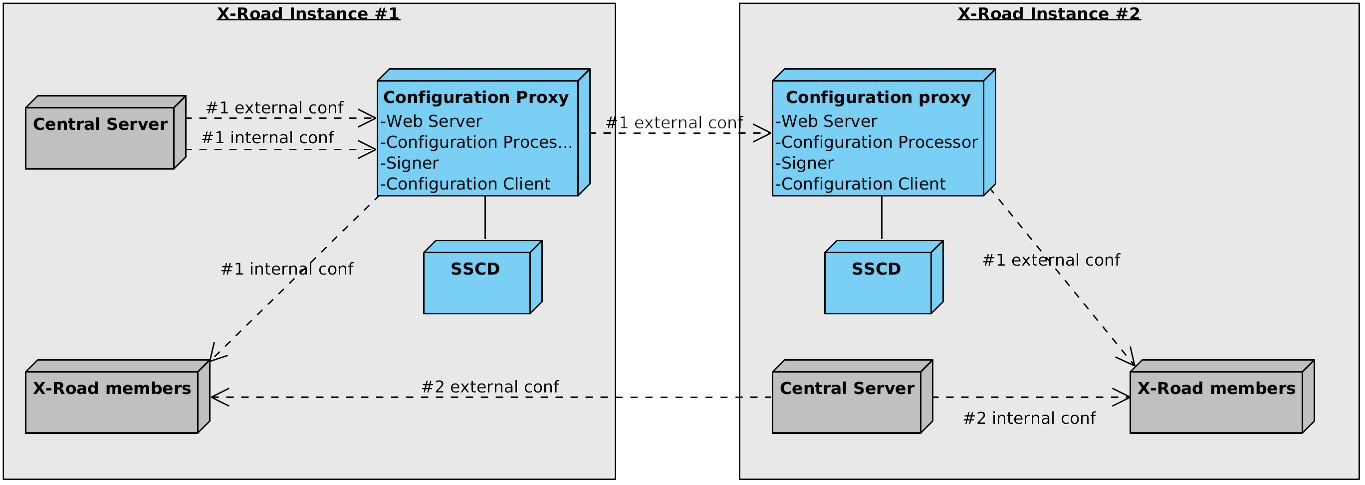 X-Road Instance #1
Central Server
#1 external conf
#1 internal conf
Configuration Proxy
-Web Server
-Configuration Proces...
-Signer
-Configuration Client
SSCD
#1 internal conf
X-Road members
#1 external conf
#2 external conf
X-Road Instance #2
Configuration proxy
-Web Server
-Configuration Processor
-Signer
-Configuration Client
SSCD
#1 external conf
Central Server
#2 internal conf
X-Road members